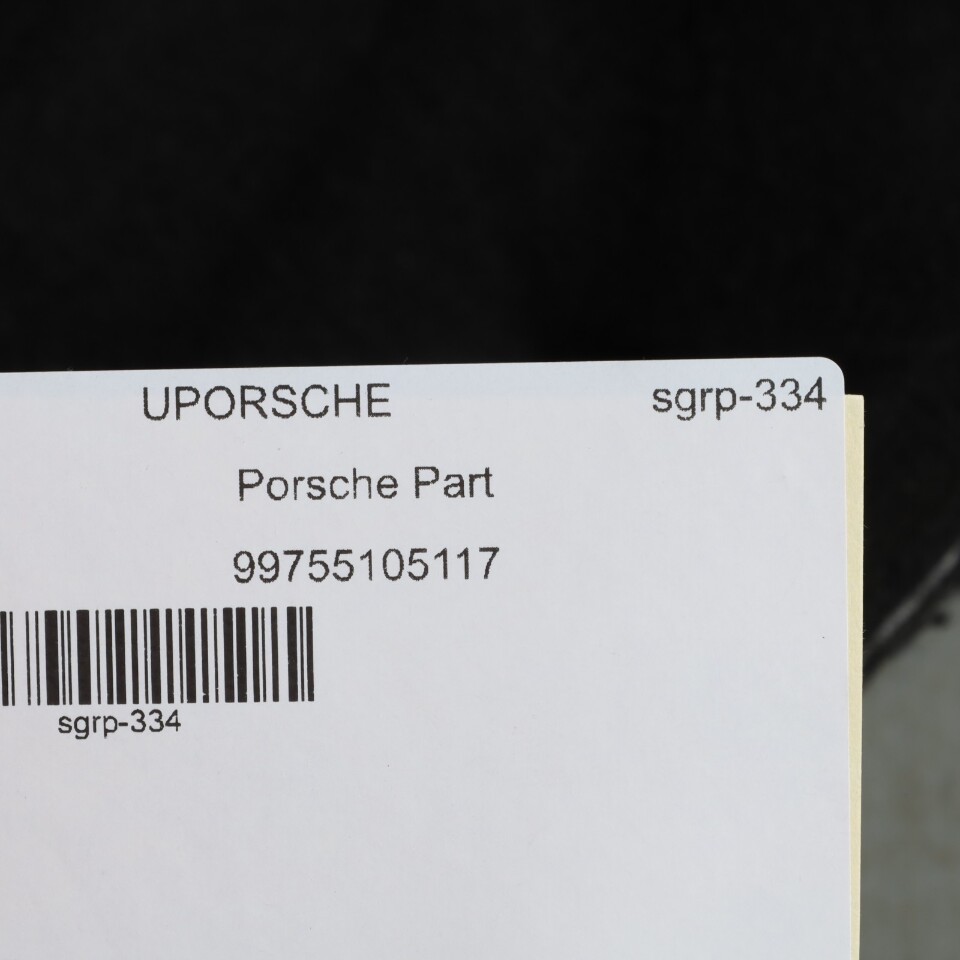 UPORSCHE sgrp-334
Porsche Part
99755105117
sgrp-334